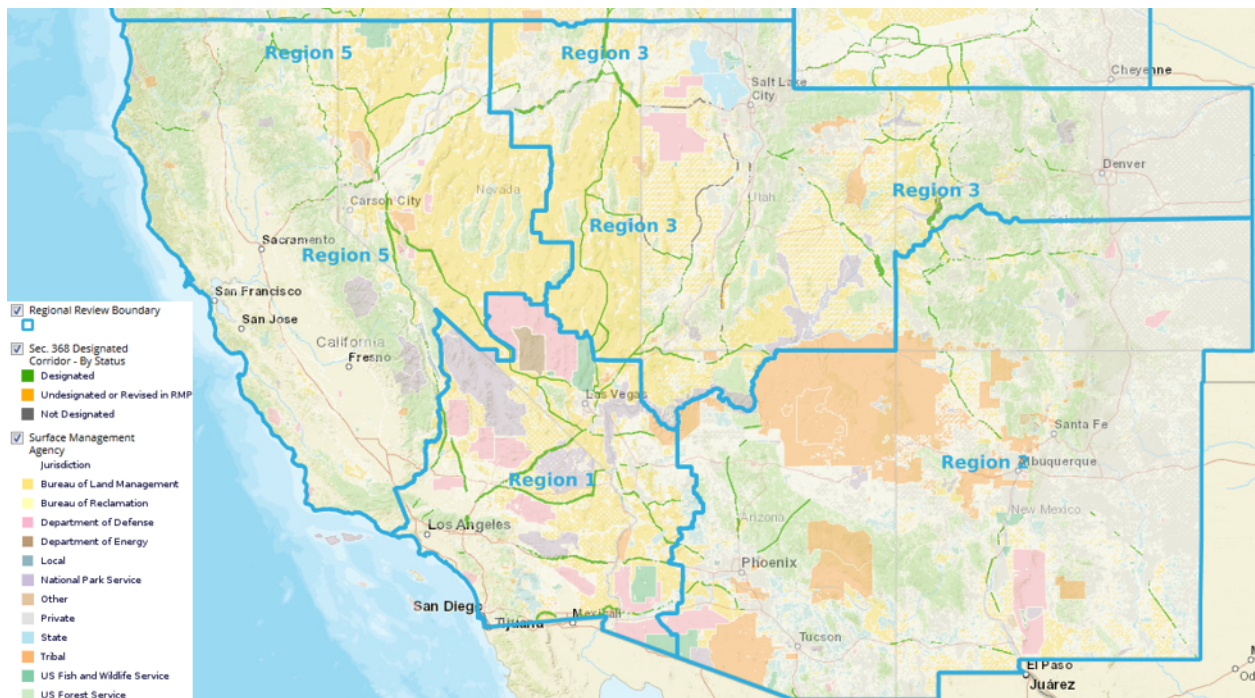 Region 5
Region 3
Salt Lake
City
Cheyenne
Denver
Nevada
Utah
Region 3
Colorado
Carson City
Region 3
Sacramento
Region 5
San Francisco
San Jose
California
Fresno
Las Vegas
Santa Fe
Region 1
Region 2
Albuquerque
Los Angeles
Arizona
New Mexico
Phoenix
San Diego
Tijuana
Mexicali
Tucson
El Paso
Juárez
Regional Review Boundary
Sec. 368 Designated
Corridor - By Status
Designated
Undesignated or Revised in RMP
Not Designated
Surface Management
Agency
Jurisdiction
Bureau of Land Management
Bureau of Reclamation
Department of Defense
Department of Energy
Local
National Park Service
Other
Private
State
Tribal
US Fish and Wildlife Service
US Forest Service